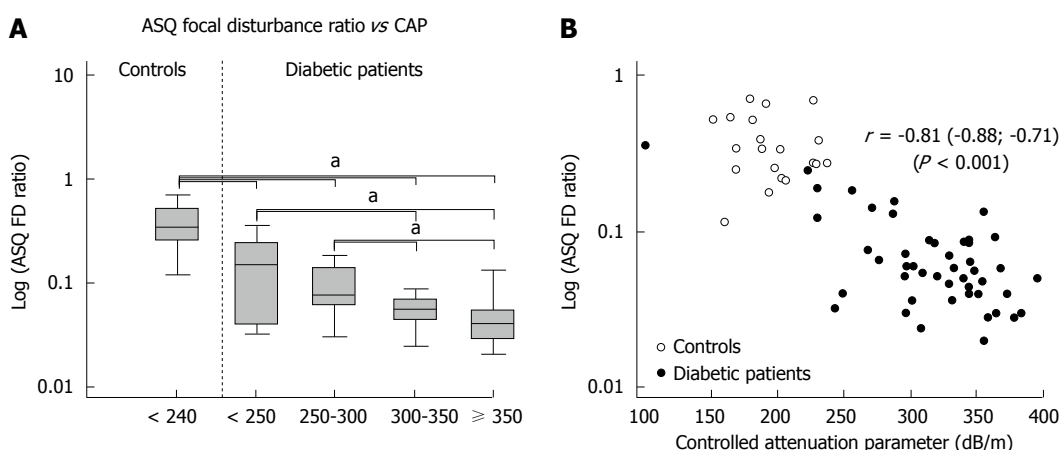 A
ASQ focal disturbance ratio vs CAP
Controls
Diabetic patients
10
1
0.1
0.01
Log (ASQ FD ratio)
a
a
a
< 240
< 250
250-300
300-350
≥ 350
B
1
0.1
0.01
Log (ASQ FD ratio)
r = -0.81 (-0.88; -0.71)
(P < 0.001)
Controls
Diabetic patients
100
150
200
250
300
350
400
Controlled attenuation parameter (dB/m)